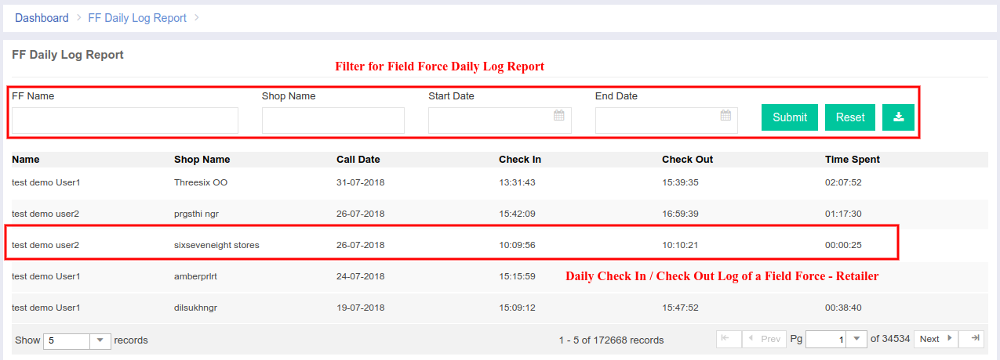 Dashboard > FF Daily Log Report >
FF Daily Log Report
Filter for Field Force Daily Log Report
FF Name Shop Name Start Date End Date
Submit Reset
Name Shop Name Call Date Check In Check Out Time Spent
test demo User1 Threesix OO 31-07-2018 13:31:43 15:39:35 02:07:52
test demo user2 prgsthi ngr 26-07-2018 15:42:09 16:59:39 01:17:30
test demo user2 sixseveneight stores 26-07-2018 10:09:56 10:10:21 00:00:25
test demo User1 amberprlrt 24-07-2018 15:15:59
Daily Check In / Check Out Log of a Field Force - Retailer
test demo User1 dilsukhngr 19-07-2018 15:09:12 15:47:52 00:38:40
Show 5 records 1 - 5 of 172668 records Prev Pg 1 of 34534 Next